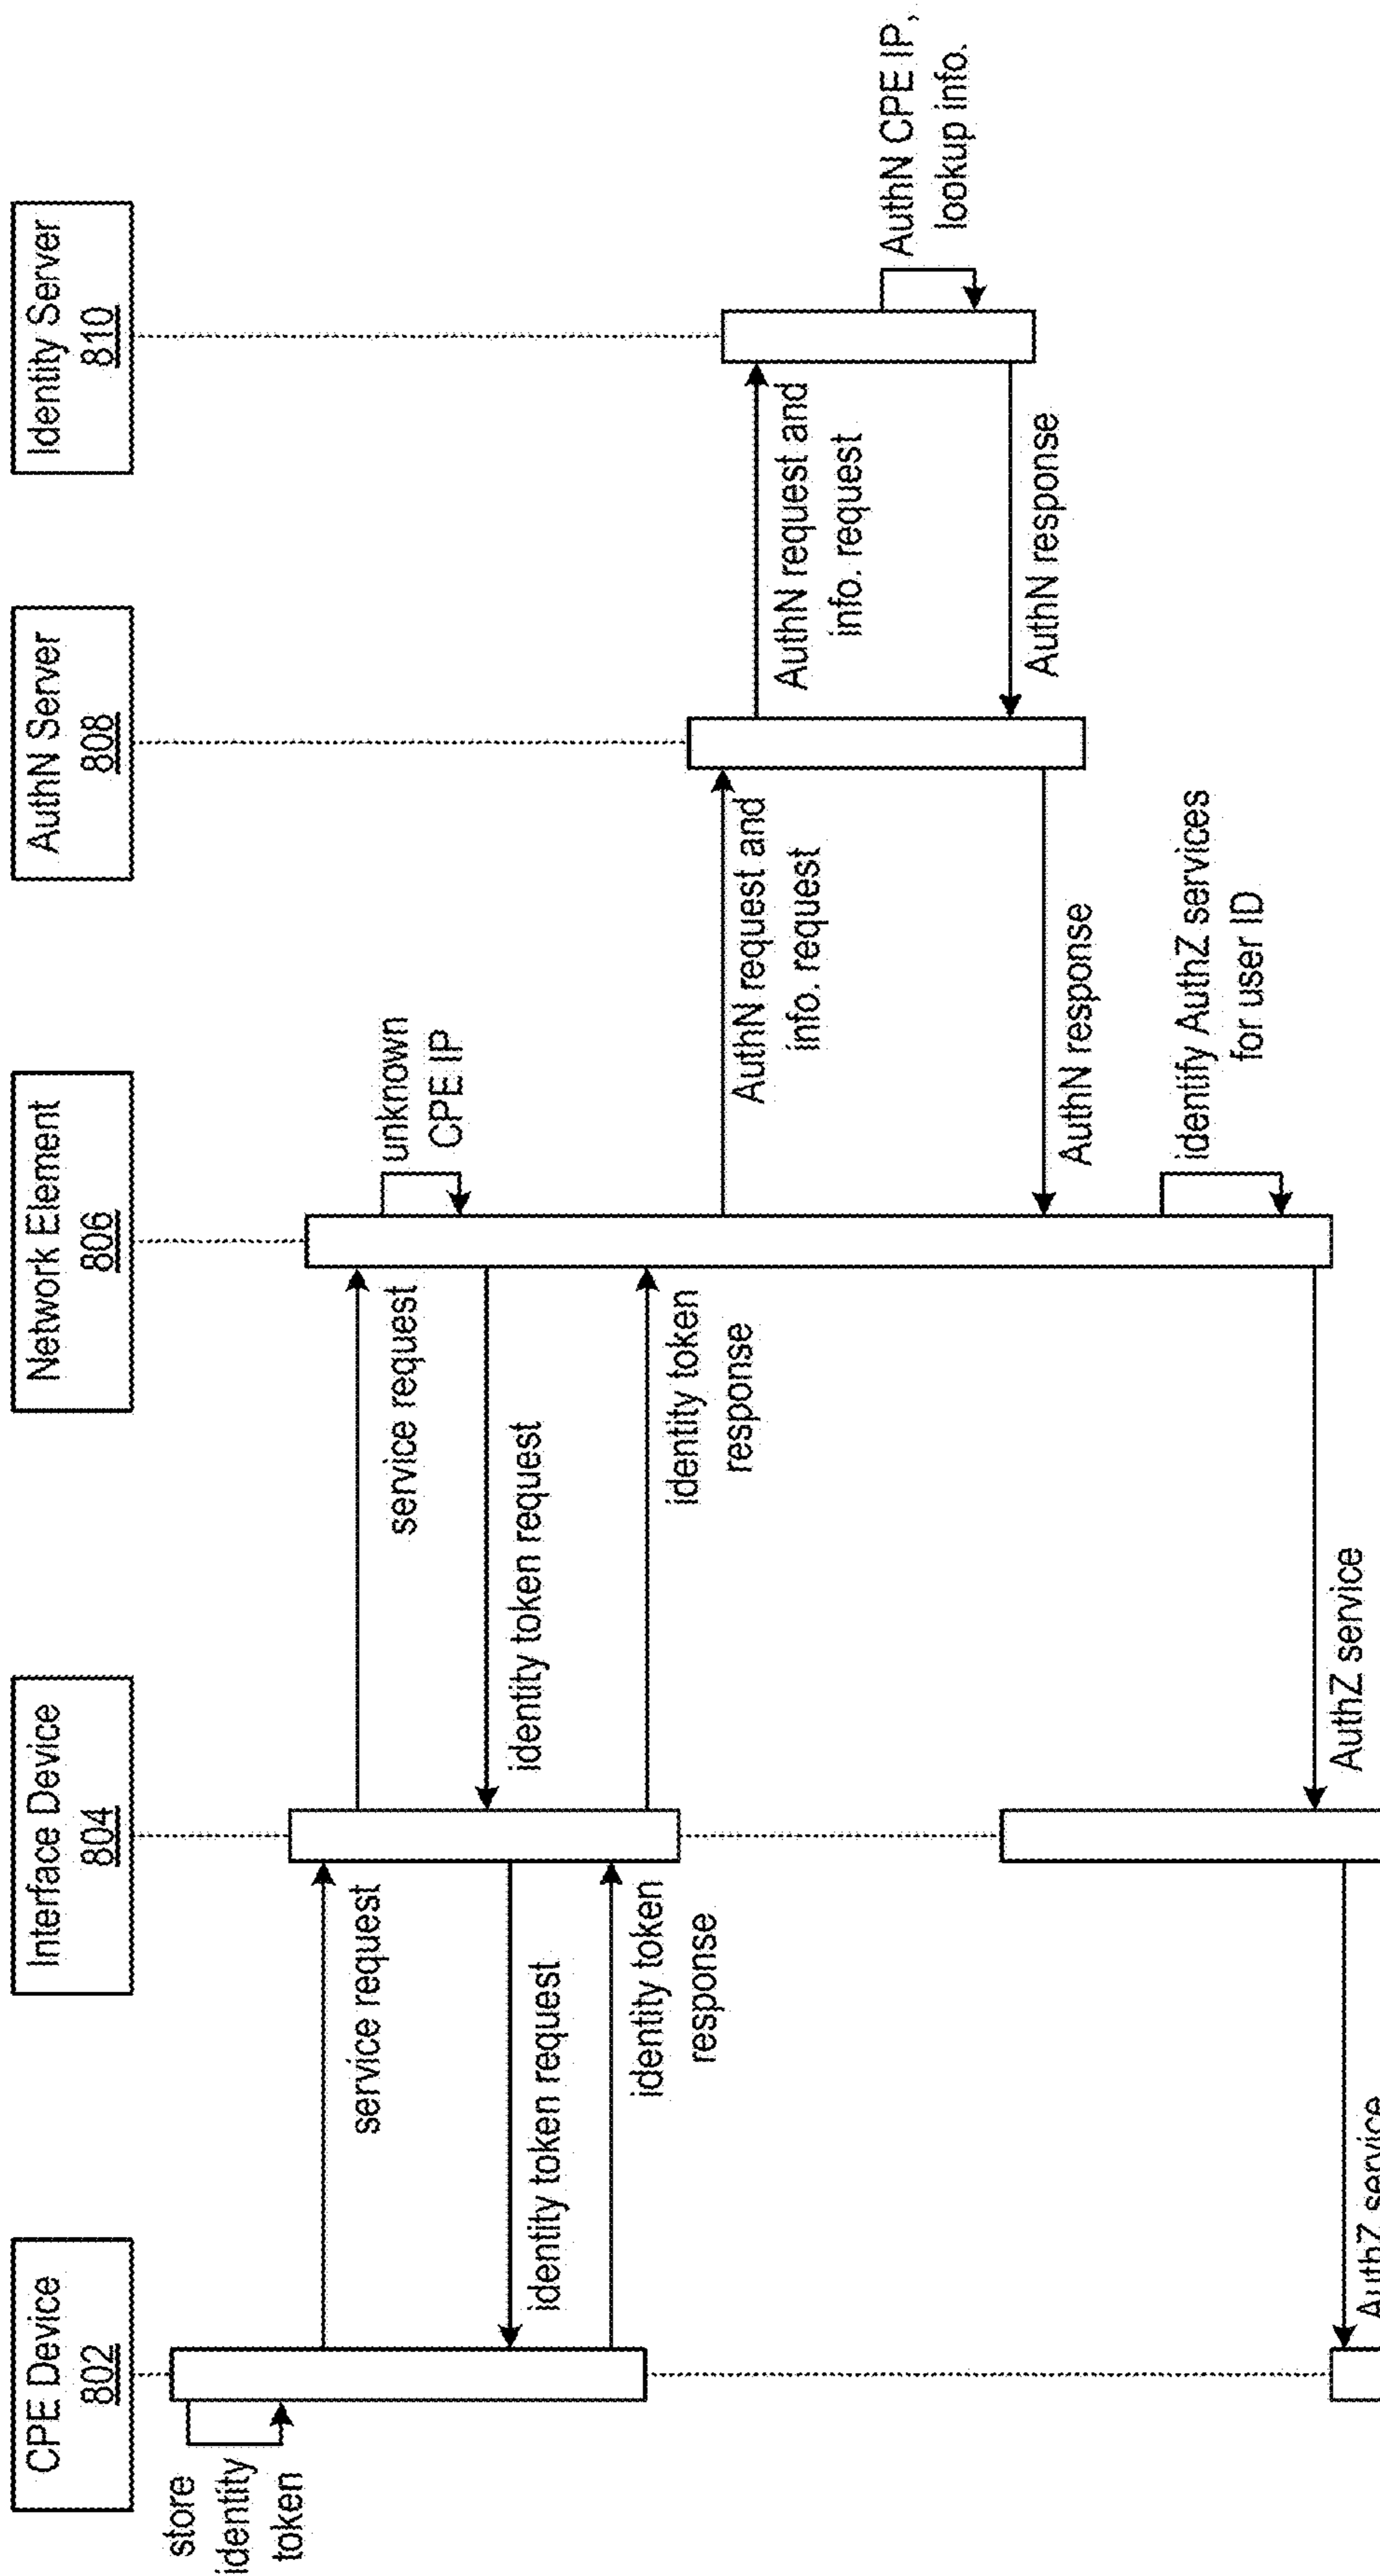 CPE Device
802
Interface Device
804
Network Element
806
AuthN Server
808
Identity Server
810
store
identity
token
service request
service request
unknown
CPE IP
identity token request
identity token request
identity token
response
identity token
response
AuthN request and
info. request
AuthN request and
info. request
AuthN CPE IP,
lookup info.
AuthN response
AuthN response
identify AuthZ services
for user ID
AuthZ service
AuthZ service